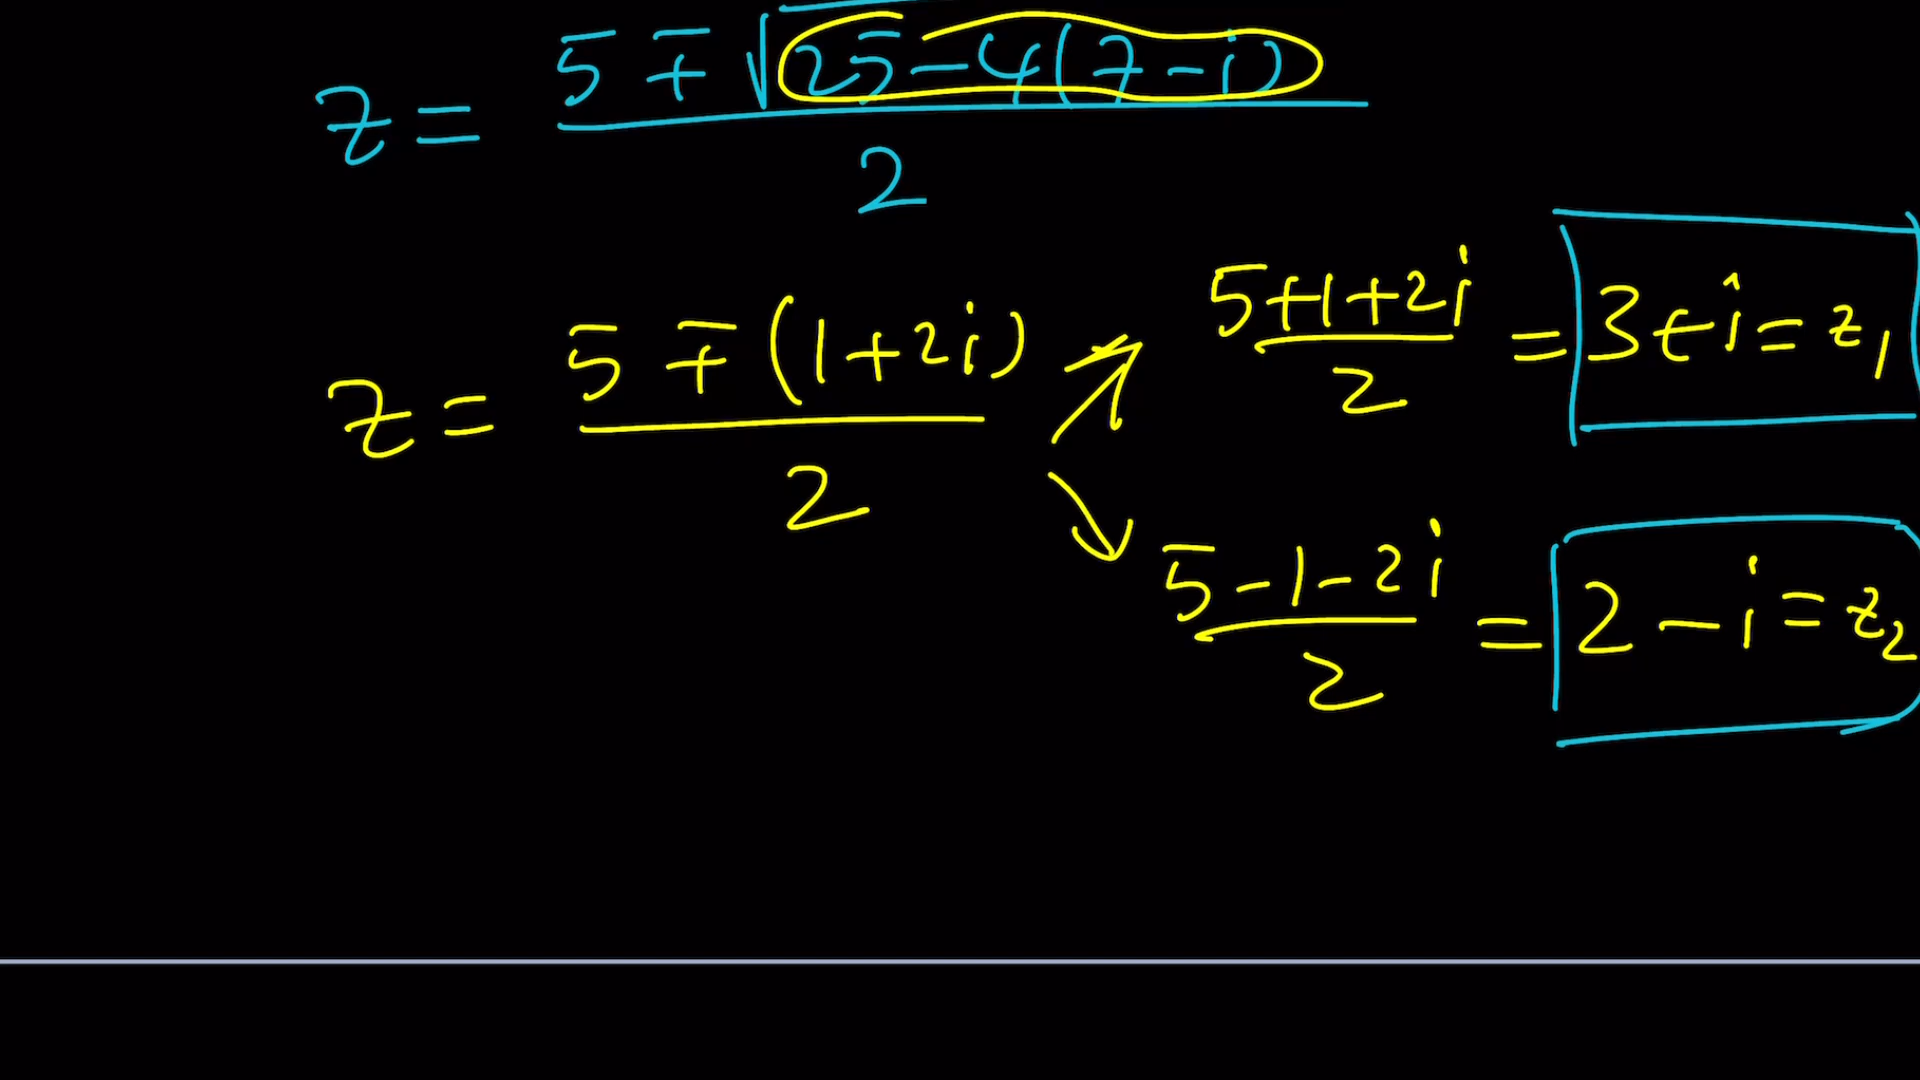 z = (5 ∓ √(25 - 4(7 - i))) / 2
z = (5 ∓ (1 + 2i)) / 2 ↗ (5 + 1 + 2i) / 2 = 3 + i = z₁
↘ (5 - 1 - 2i) / 2 = 2 - i = z₂